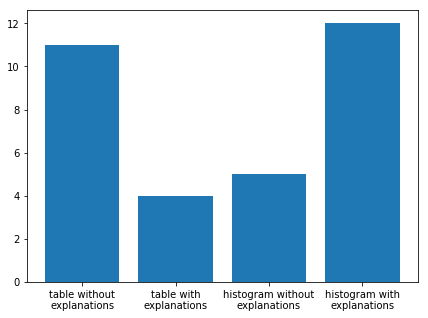 12
10
8
6
4
2
0
table without
explanations
table with
explanations
histogram without
explanations
histogram with
explanations